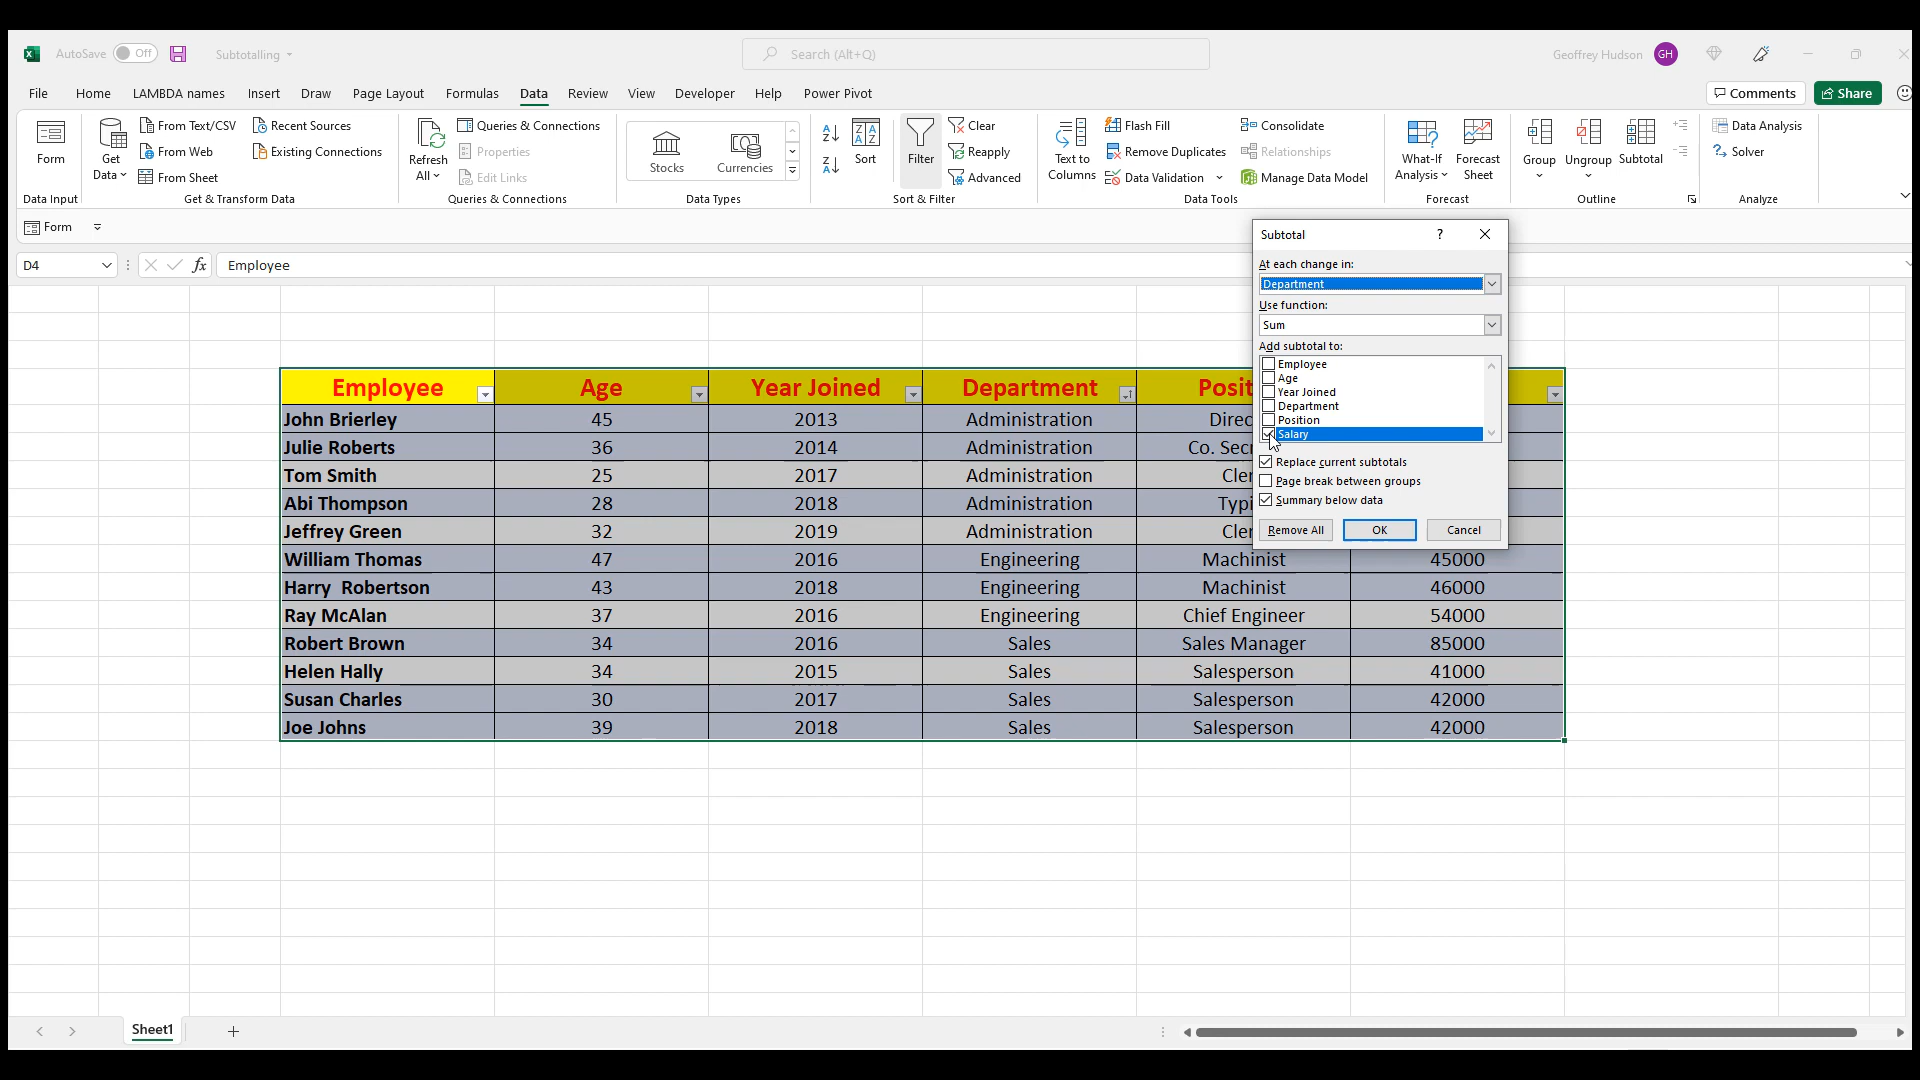 AutoSave Off Subtotalling Search (Alt+Q) Geoffrey Hudson GH
File Home LAMBDA names Insert Draw Page Layout Formulas Data Review View Developer Help Power Pivot Comments Share
Form
Data Input
Get
Data
From Text/CSV
From Web
From Sheet
Recent Sources
Existing Connections
Get & Transform Data
Refresh
All
Queries & Connections
Properties
Edit Links
Queries & Connections
Stocks
Currencies
Data Types
Sort
Filter
Clear
Reapply
Advanced
Sort & Filter
Text to
Columns
Flash Fill
Remove Duplicates
Data Validation
Consolidate
Relationships
Manage Data Model
Data Tools
What-If
Analysis
Forecast
Sheet
Forecast
Group
Ungroup
Subtotal
Outline
Data Analysis
Solver
Analyze
Form
D4 fx Employee
Subtotal ?
At each change in:
Department
Use function:
Sum
Add subtotal to:
Employee
Age
Year Joined
Department
Position
Salary
Replace current subtotals
Page break between groups
Summary below data
Remove All OK Cancel
Employee Age Year Joined Department Posit
John Brierley 45 2013 Administration Direc
Julie Roberts 36 2014 Administration Co. Secr
Tom Smith 25 2017 Administration Cler
Abi Thompson 28 2018 Administration Typi
Jeffrey Green 32 2019 Administration Cler
William Thomas 47 2016 Engineering Machinist 45000
Harry Robertson 43 2018 Engineering Machinist 46000
Ray McAlan 37 2016 Engineering Chief Engineer 54000
Robert Brown 34 2016 Sales Sales Manager 85000
Helen Hally 34 2015 Sales Salesperson 41000
Susan Charles 30 2017 Sales Salesperson 42000
Joe Johns 39 2018 Sales Salesperson 42000
Sheet1